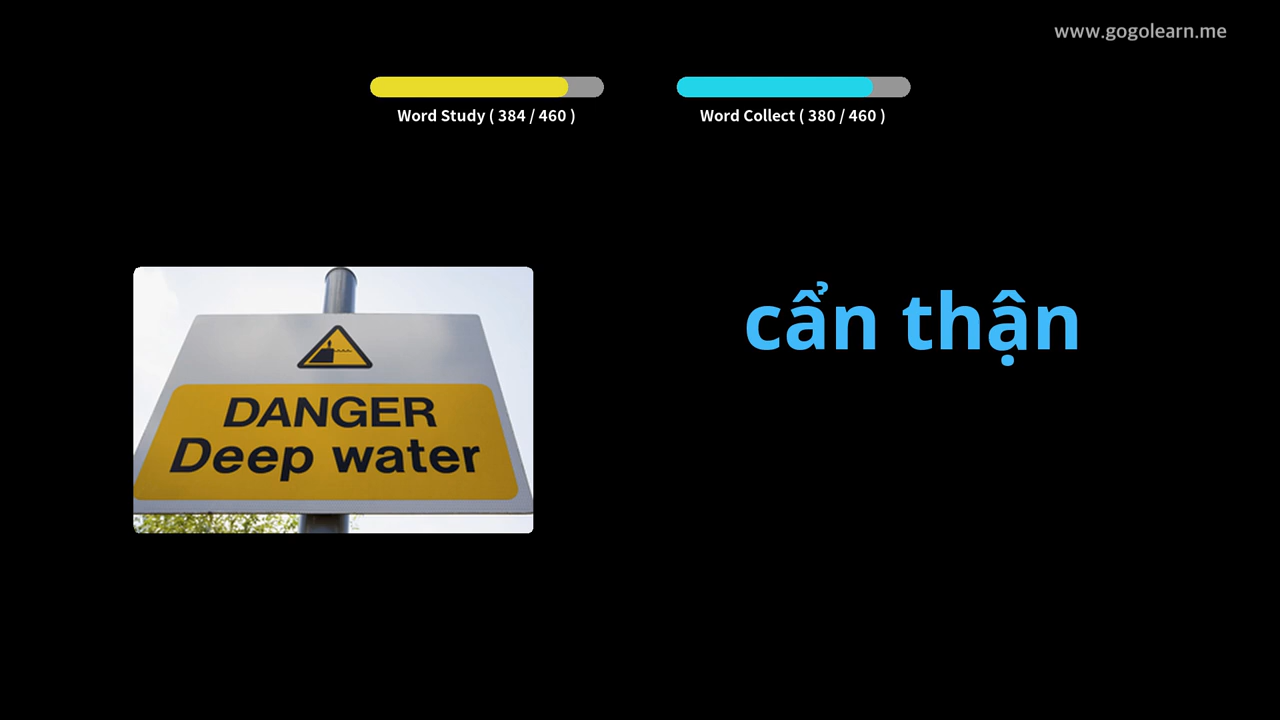 www.gogolearn.me
Word Study ( 384 / 460 )
Word Collect ( 380 / 460 )
cẩn thận
DANGER
Deep water